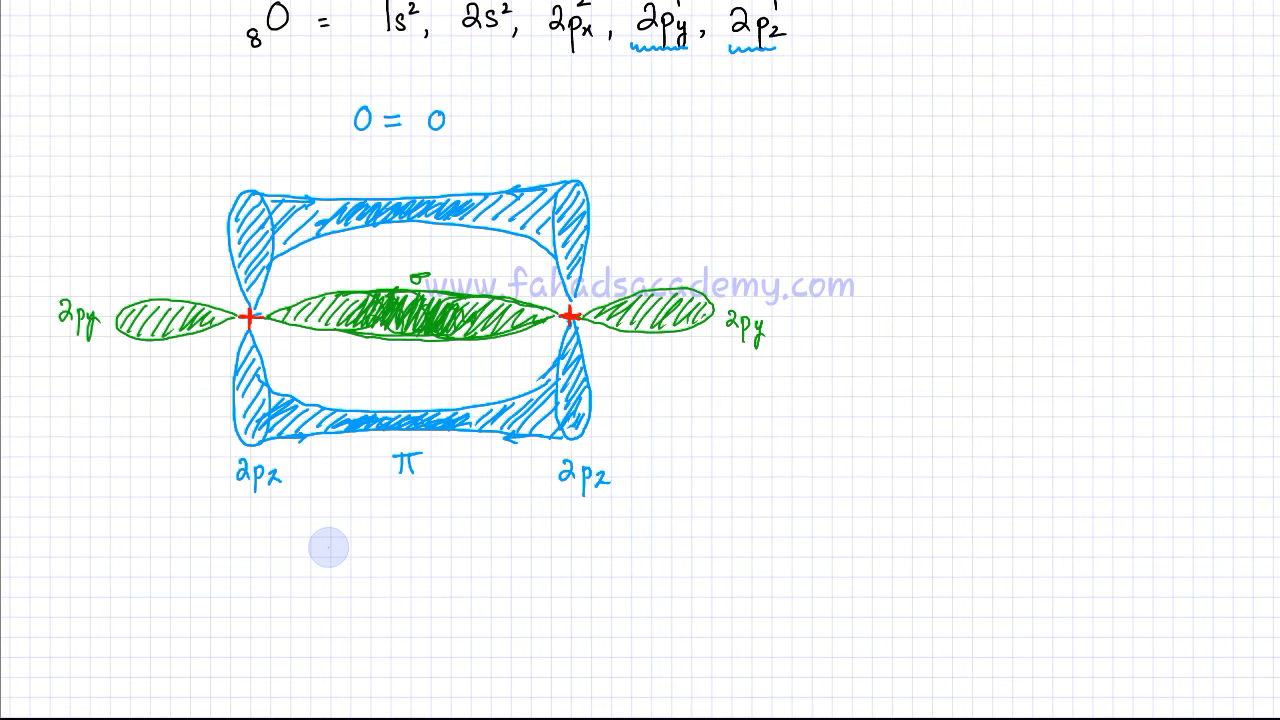 ₈O = 1s², 2s², 2pₓ², 2py¹, 2pz¹
O = O
σ
www.fahadsacademy.com
2py
2py
2pz
π
2pz